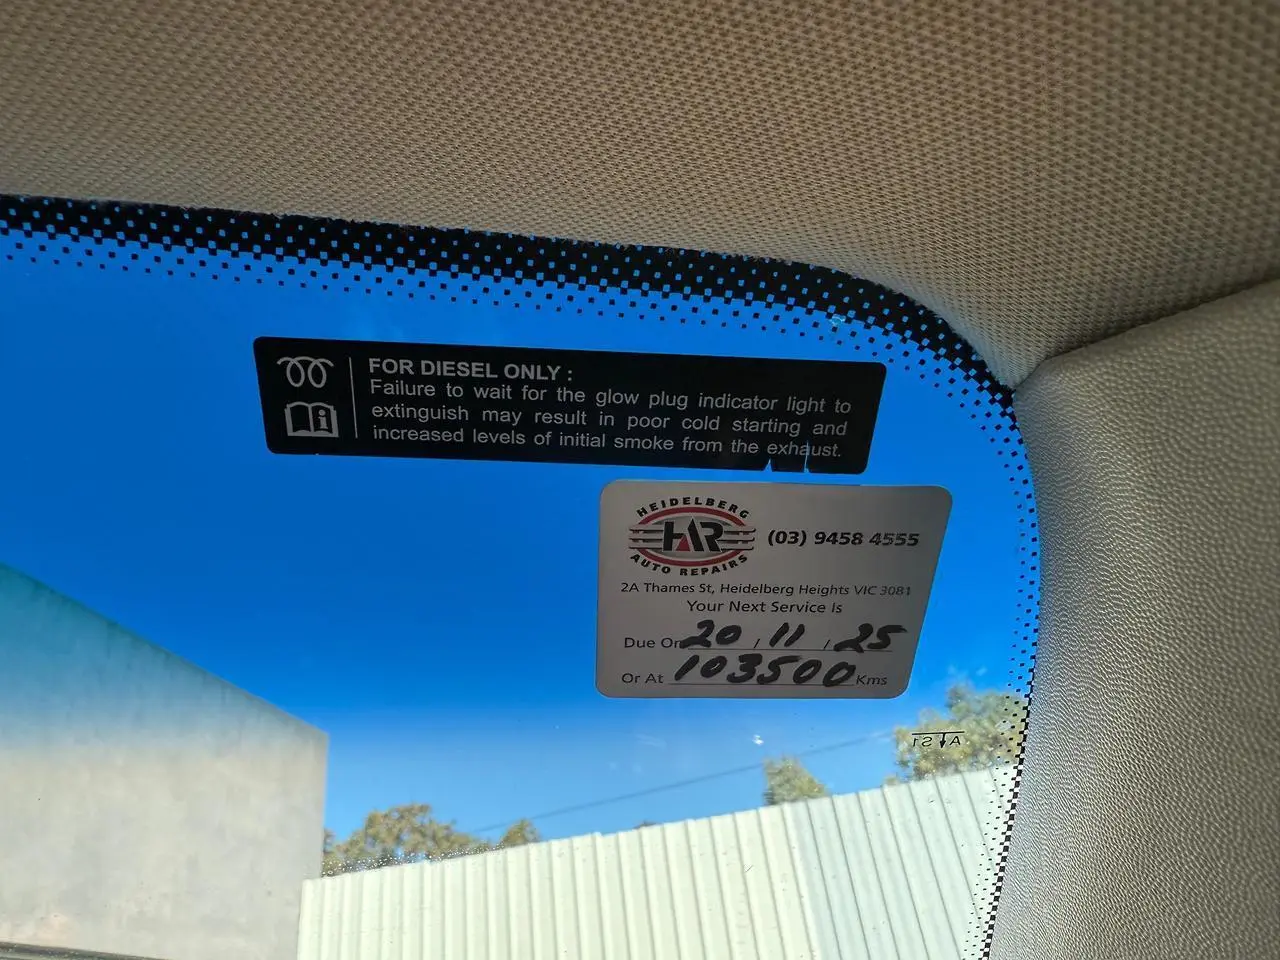 FOR DIESEL ONLY :
Failure to wait for the glow plug indicator light to
extinguish may result in poor cold starting and
increased levels of initial smoke from the exhaust.
HEIDELBERG
HAR
AUTO REPAIRS
(03) 9458 4555
2A Thames St, Heidelberg Heights VIC 3081
Your Next Service Is
Due On 20 / 11 / 25
Or At 103500 Kms
AS1